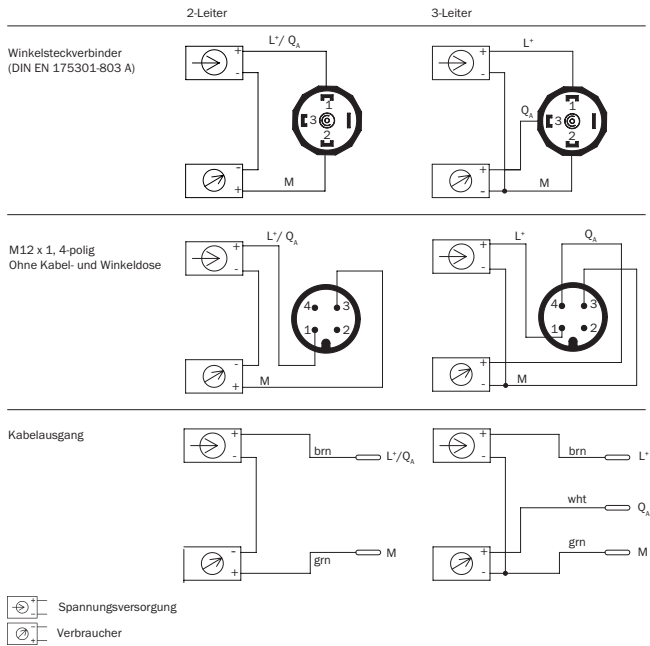 2-Leiter 3-Leiter
Winkelsteckverbinder
(DIN EN 175301-803 A)
+ L⁺/ Q_A
-
1
3
2
-
+ M
+ L⁺
-
1
Q_A 3
2
+
- M
M12 x 1, 4-polig
Ohne Kabel- und Winkeldose
+ L⁺/ Q_A
-
4 3
1 2
-
+ M
+ L⁺ Q_A
-
4 3
1 2
+
- M
Kabelausgang
+ brn L⁺/Q_A
-
-
+ grn M
+ brn L⁺
-
wht Q_A
+ grn M
-
+ - Spannungsversorgung
- + Verbraucher